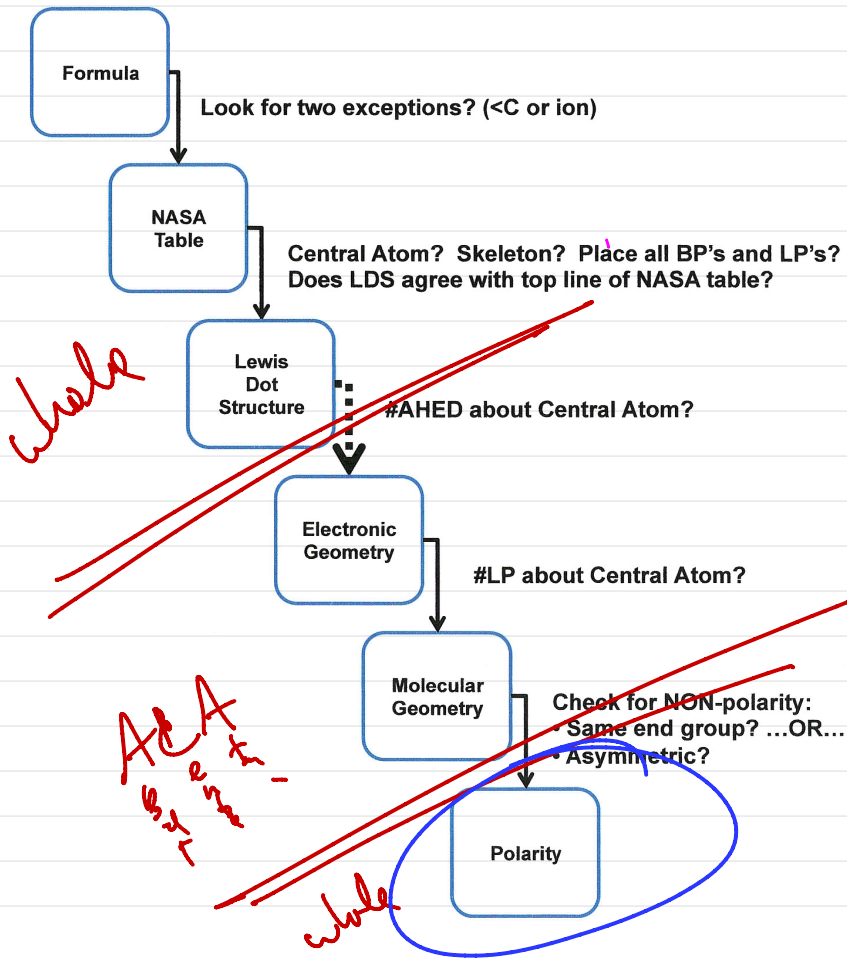 Formula
Look for two exceptions? (<C or ion)
NASA
Table
Central Atom?  Skeleton?  Place all BP's and LP's?
Does LDS agree with top line of NASA table?
Lewis
Dot
Structure
whole
#AHED about Central Atom?
Electronic
Geometry
#LP about Central Atom?
Molecular
Geometry
Check for NON-polarity:
• Same end group? …OR…
• Asymmetric?
Polarity
whole